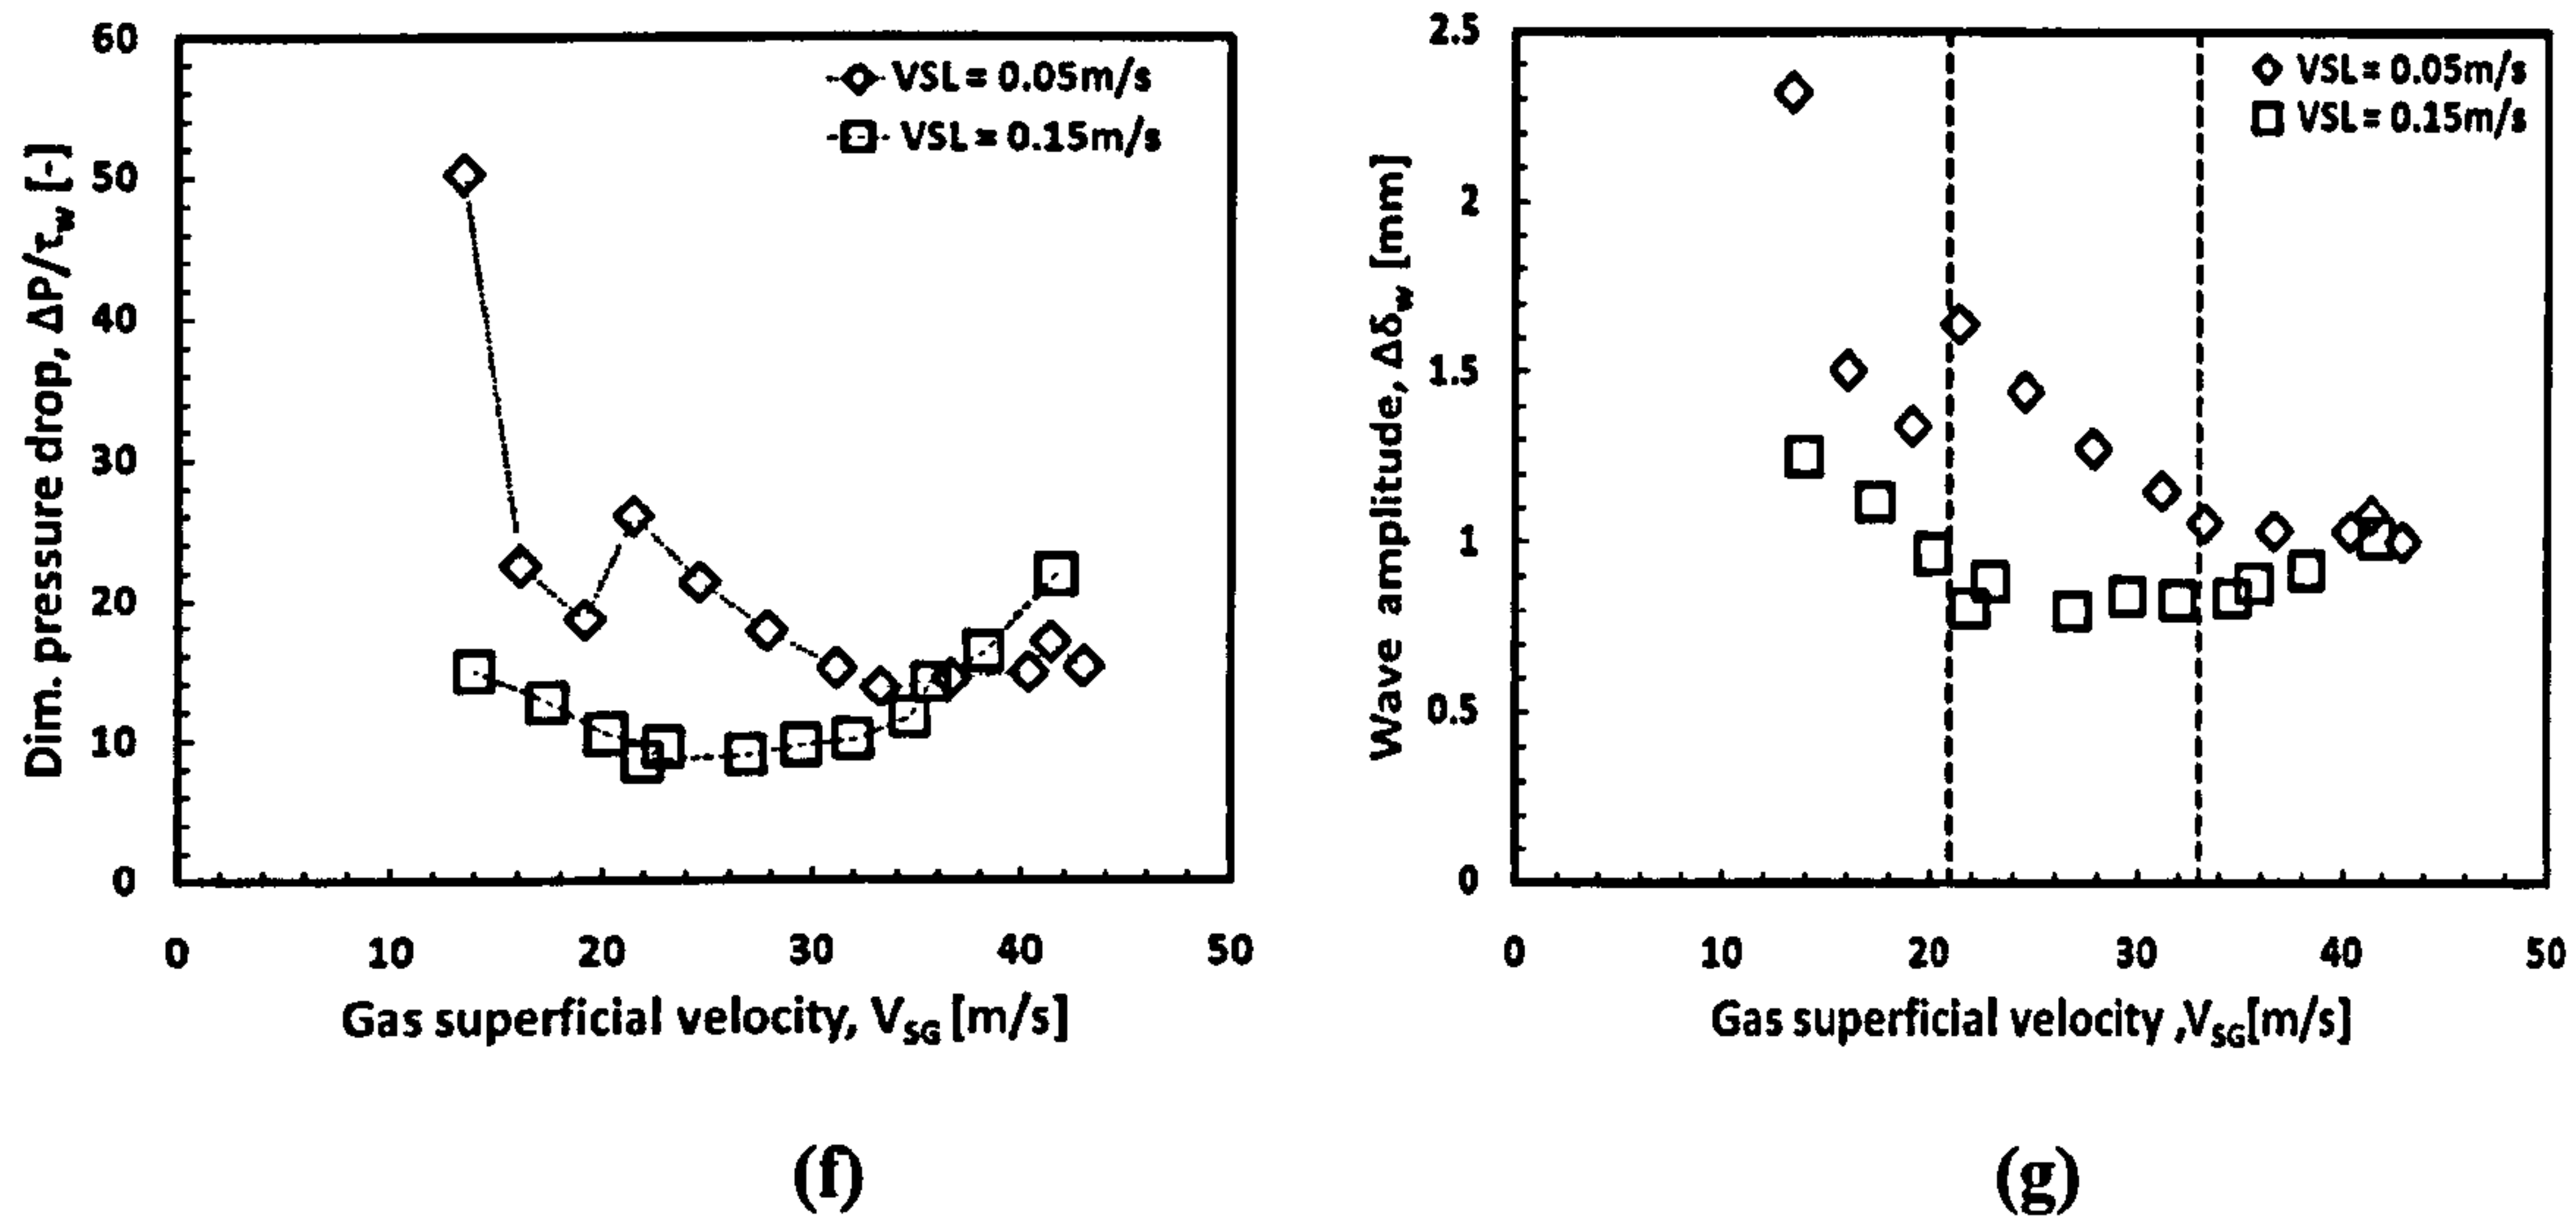 60
50
40
30
20
10
0
Dim. pressure drop, ΔP/τw [-]
VSL = 0.05m/s
VSL = 0.15m/s
0 10 20 30 40 50
Gas superficial velocity, VSG [m/s]
(f)
2.5
2
1.5
1
0.5
0
Wave amplitude, Δδw [mm]
VSL = 0.05m/s
VSL = 0.15m/s
0 10 20 30 40 50
Gas superficial velocity ,VSG[m/s]
(g)